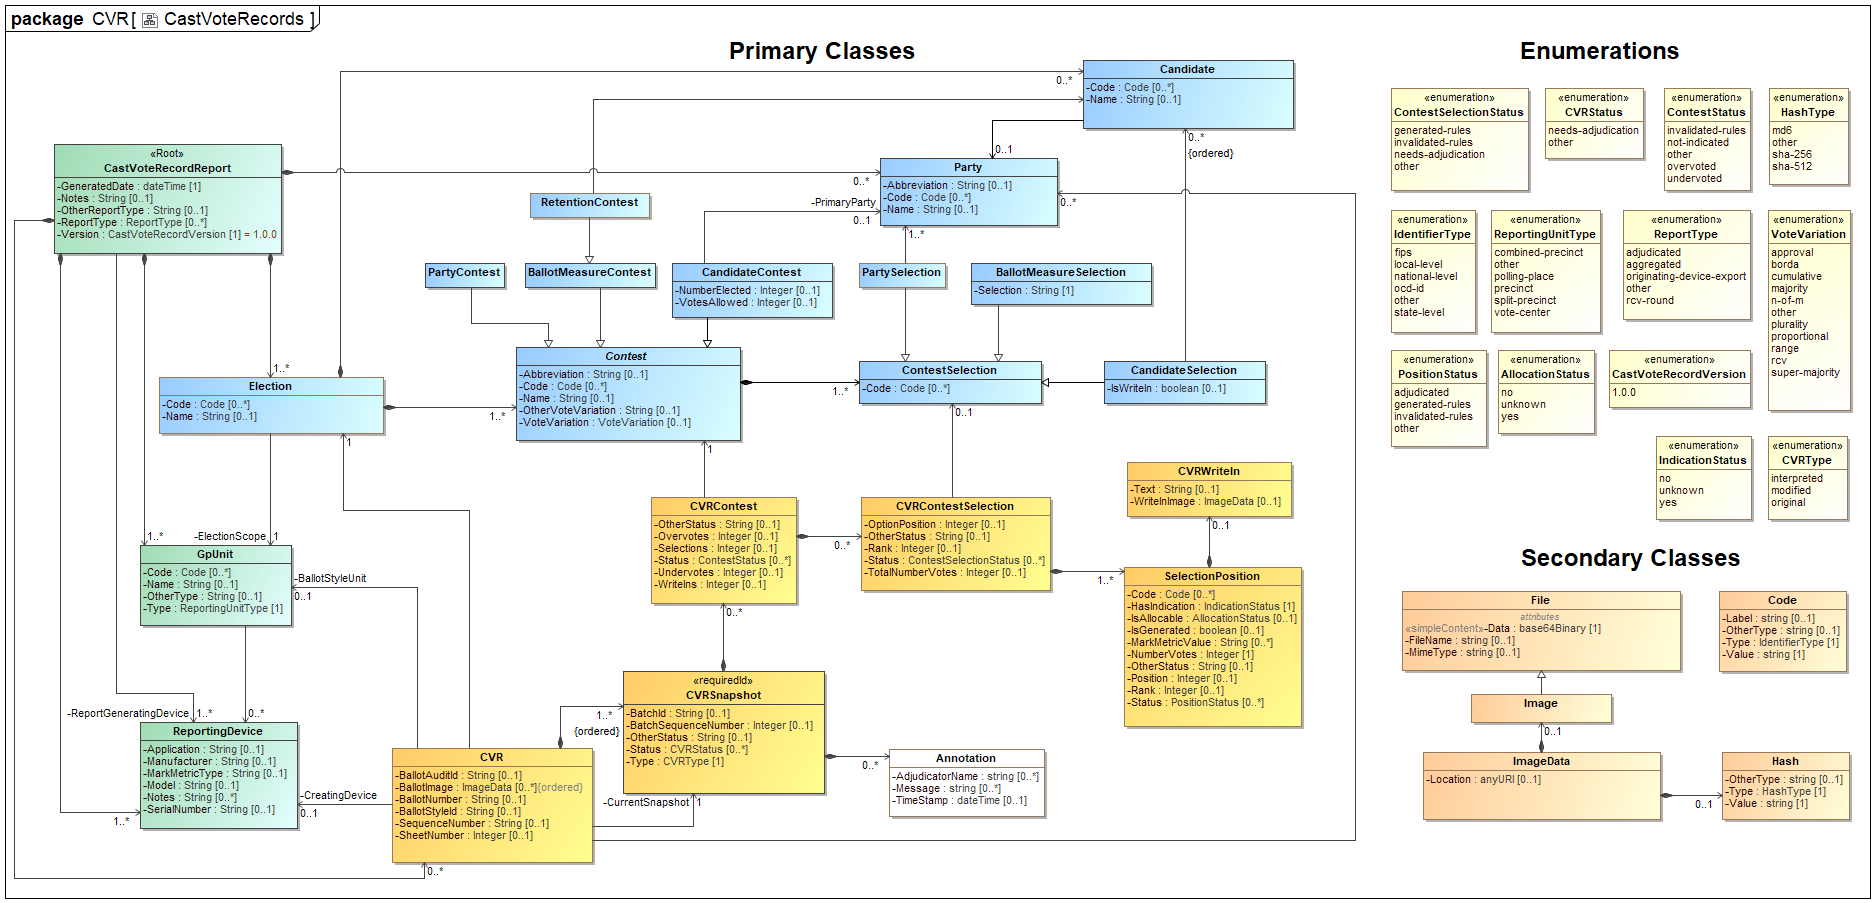 package CVR[ CastVoteRecords ]
Primary Classes
Enumerations
Candidate
-Code : Code [0..*]
-Name : String [0..1]
0..*
0..1
0..*
{ordered}
«Root»
CastVoteRecordReport
-GeneratedDate : dateTime [1]
-Notes : String [0..1]
-OtherReportType : String [0..1]
-ReportType : ReportType [0..*]
-Version : CastVoteRecordVersion [1] = 1.0.0
Party
-Abbreviation : String [0..1]
-Code : Code [0..*]
-Name : String [0..1]
0..*
-PrimaryParty
0..1
0..*
1..*
RetentionContest
PartyContest
BallotMeasureContest
CandidateContest
-NumberElected : Integer [0..1]
-VotesAllowed : Integer [0..1]
PartySelection
BallotMeasureSelection
-Selection : String [1]
Contest
-Abbreviation : String [0..1]
-Code : Code [0..*]
-Name : String [0..1]
-OtherVoteVariation : String [0..1]
-VoteVariation : VoteVariation [0..1]
ContestSelection
-Code : Code [0..*]
1..*
0..1
CandidateSelection
-IsWriteIn : boolean [0..1]
1..*
Election
-Code : Code [0..*]
-Name : String [0..1]
1..*
1
1
CVRWriteIn
-Text : String [0..1]
-WriteInImage : ImageData [0..1]
0..1
CVRContest
-OtherStatus : String [0..1]
-Overvotes : Integer [0..1]
-Selections : Integer [0..1]
-Status : ContestStatus [0..*]
-Undervotes : Integer [0..1]
-WriteIns : Integer [0..1]
0..*
0..*
CVRContestSelection
-OptionPosition : Integer [0..1]
-OtherStatus : String [0..1]
-Rank : Integer [0..1]
-Status : ContestSelectionStatus [0..*]
-TotalNumberVotes : Integer [0..1]
1..*
SelectionPosition
-Code : Code [0..*]
-HasIndication : IndicationStatus [1]
-IsAllocable : AllocationStatus [0..1]
-IsGenerated : boolean [0..1]
-MarkMetricValue : String [0..*]
-NumberVotes : Integer [1]
-OtherStatus : String [0..1]
-Position : Integer [0..1]
-Rank : Integer [0..1]
-Status : PositionStatus [0..*]
1..*
-ElectionScope
1
GpUnit
-Code : Code [0..*]
-Name : String [0..1]
-OtherType : String [0..1]
-Type : ReportingUnitType [1]
-BallotStyleUnit
0..1
-ReportGeneratingDevice
1..*
0..*
ReportingDevice
-Application : String [0..1]
-Manufacturer : String [0..1]
-MarkMetricType : String [0..1]
-Model : String [0..1]
-Notes : String [0..*]
-SerialNumber : String [0..1]
1..*
-CreatingDevice
0..1
CVR
-BallotAuditId : String [0..1]
-BallotImage : ImageData [0..*]{ordered}
-BallotNumber : String [0..1]
-BallotStyleId : String [0..1]
-SequenceNumber : String [0..1]
-SheetNumber : Integer [0..1]
0..*
1..*
{ordered}
«requiredId»
CVRSnapshot
-BatchId : String [0..1]
-BatchSequenceNumber : Integer [0..1]
-OtherStatus : String [0..1]
-Status : CVRStatus [0..*]
-Type : CVRType [1]
-CurrentSnapshot
1
0..*
Annotation
-AdjudicatorName : string [0..*]
-Message : string [0..*]
-TimeStamp : dateTime [0..1]
«enumeration»
ContestSelectionStatus
generated-rules
invalidated-rules
needs-adjudication
other
«enumeration»
CVRStatus
needs-adjudication
other
«enumeration»
ContestStatus
invalidated-rules
not-indicated
other
overvoted
undervoted
«enumeration»
HashType
md6
other
sha-256
sha-512
«enumeration»
IdentifierType
fips
local-level
national-level
ocd-id
other
state-level
«enumeration»
ReportingUnitType
combined-precinct
other
polling-place
precinct
split-precinct
vote-center
«enumeration»
ReportType
adjudicated
aggregated
originating-device-export
other
rcv-round
«enumeration»
VoteVariation
approval
borda
cumulative
majority
n-of-m
other
plurality
proportional
range
rcv
super-majority
«enumeration»
PositionStatus
adjudicated
generated-rules
invalidated-rules
other
«enumeration»
AllocationStatus
no
unknown
yes
«enumeration»
CastVoteRecordVersion
1.0.0
«enumeration»
IndicationStatus
no
unknown
yes
«enumeration»
CVRType
interpreted
modified
original
Secondary Classes
File
attributes
«simpleContent»-Data : base64Binary [1]
-FileName : string [0..1]
-MimeType : string [0..1]
Code
-Label : string [0..1]
-OtherType : string [0..1]
-Type : IdentifierType [1]
-Value : string [1]
Image
0..1
ImageData
-Location : anyURI [0..1]
0..1
Hash
-OtherType : string [0..1]
-Type : HashType [1]
-Value : string [1]